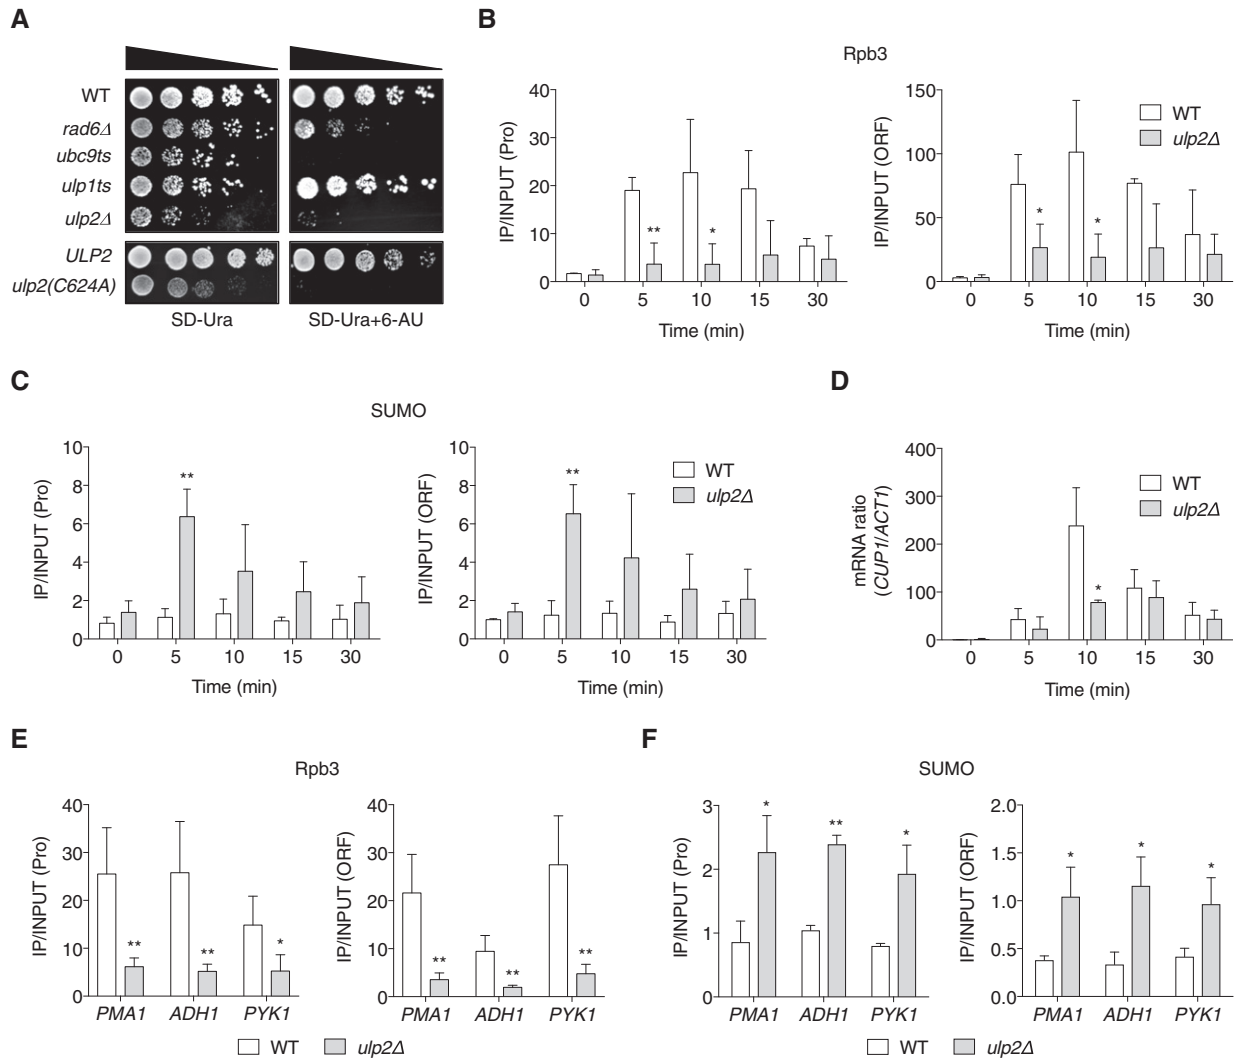 A
WT
rad6Δ
ubc9ts
ulp1ts
ulp2Δ
ULP2
ulp2(C624A)
SD-Ura
SD-Ura+6-AU
B
Rpb3
IP/INPUT (Pro)
40
30
20
10
0
0 5 10 15 30
Time (min)
** *
IP/INPUT (ORF)
150
100
50
0
0 5 10 15 30
Time (min)
* *
WT
ulp2Δ
C
SUMO
IP/INPUT (Pro)
10
8
6
4
2
0
0 5 10 15 30
Time (min)
**
IP/INPUT (ORF)
10
8
6
4
2
0
0 5 10 15 30
Time (min)
**
WT
ulp2Δ
D
mRNA ratio
(CUP1/ACT1)
400
300
200
100
0
0 5 10 15 30
Time (min)
*
WT
ulp2Δ
E
Rpb3
IP/INPUT (Pro)
40
30
20
10
0
** ** *
PMA1 ADH1 PYK1
IP/INPUT (ORF)
40
30
20
10
0
** ** **
PMA1 ADH1 PYK1
WT ulp2Δ
F
SUMO
IP/INPUT (Pro)
3
2
1
0
* ** *
PMA1 ADH1 PYK1
IP/INPUT (ORF)
2.0
1.5
1.0
0.5
0.0
* * *
PMA1 ADH1 PYK1
WT ulp2Δ